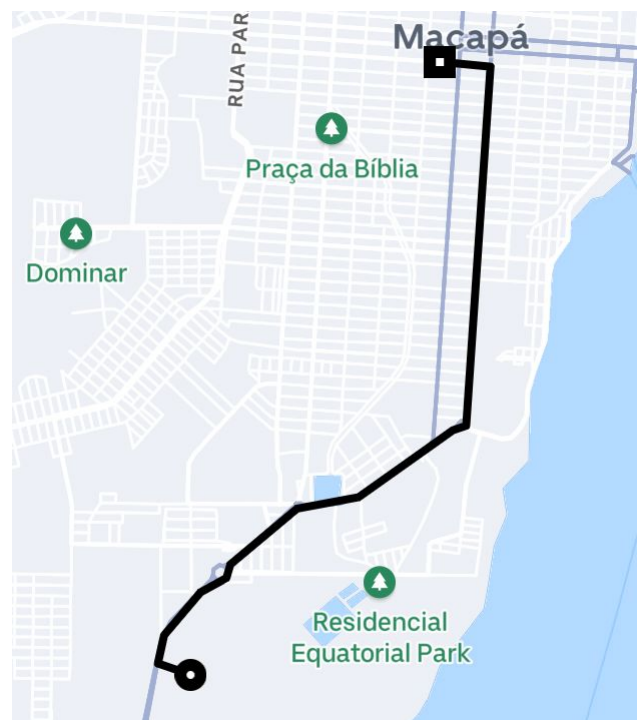 Macapá
RUA PAR
Praça da Bíblia
Dominar
Residencial
Equatorial Park